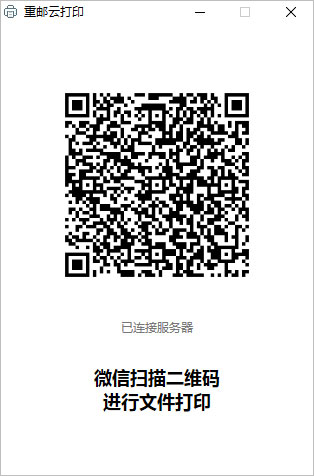 重邮云打印
已连接服务器
微信扫描二维码
进行文件打印